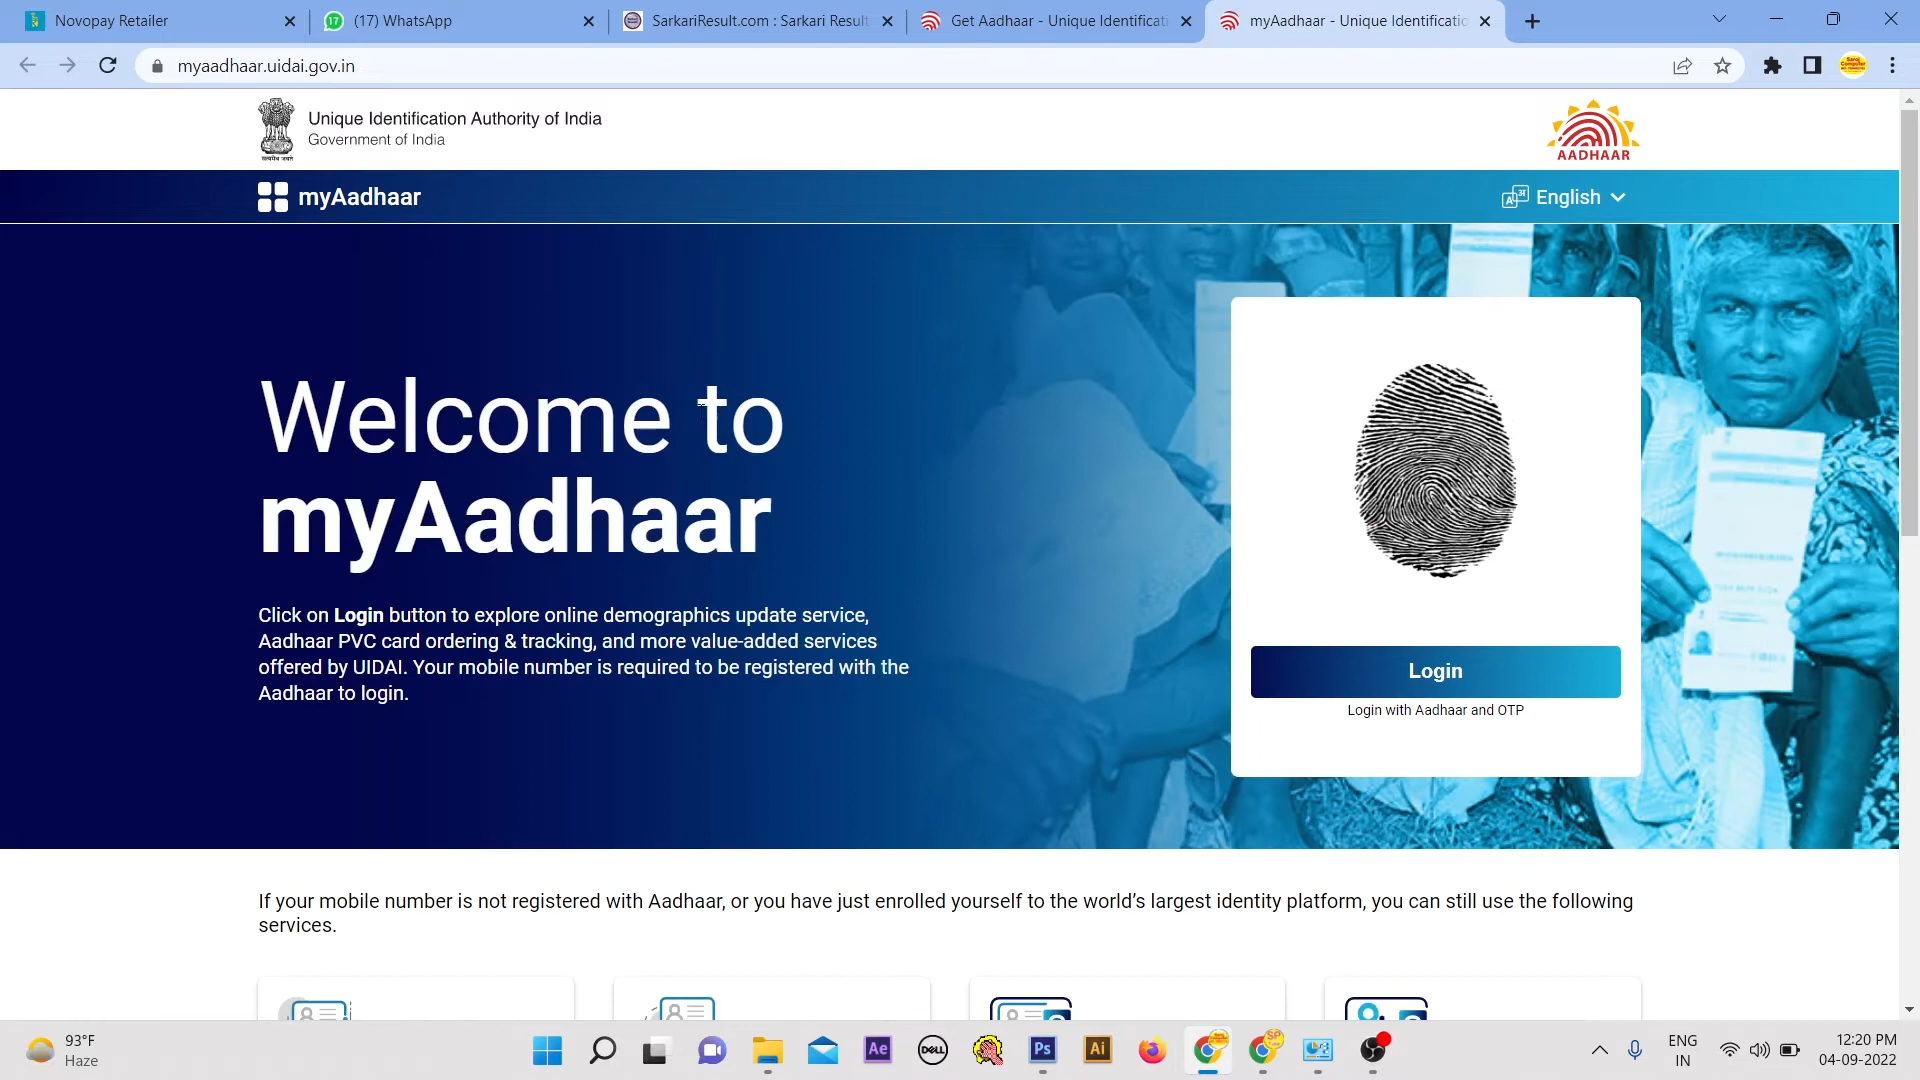 Novopay Retailer
(17) WhatsApp
SarkariResult.com : Sarkari Result
Get Aadhaar - Unique Identificati
myAadhaar - Unique Identificatio
myaadhaar.uidai.gov.in
Unique Identification Authority of India
Government of India
सत्यमेव जयते
AADHAAR
myAadhaar
English
Welcome to
myAadhaar
Click on Login button to explore online demographics update service,
Aadhaar PVC card ordering & tracking, and more value-added services
offered by UIDAI. Your mobile number is required to be registered with the
Aadhaar to login.
Login
Login with Aadhaar and OTP
If your mobile number is not registered with Aadhaar, or you have just enrolled yourself to the world’s largest identity platform, you can still use the following
services.
93°F
Haze
Ae
DELL
Ps
Ai
ENG
IN
12:20 PM
04-09-2022